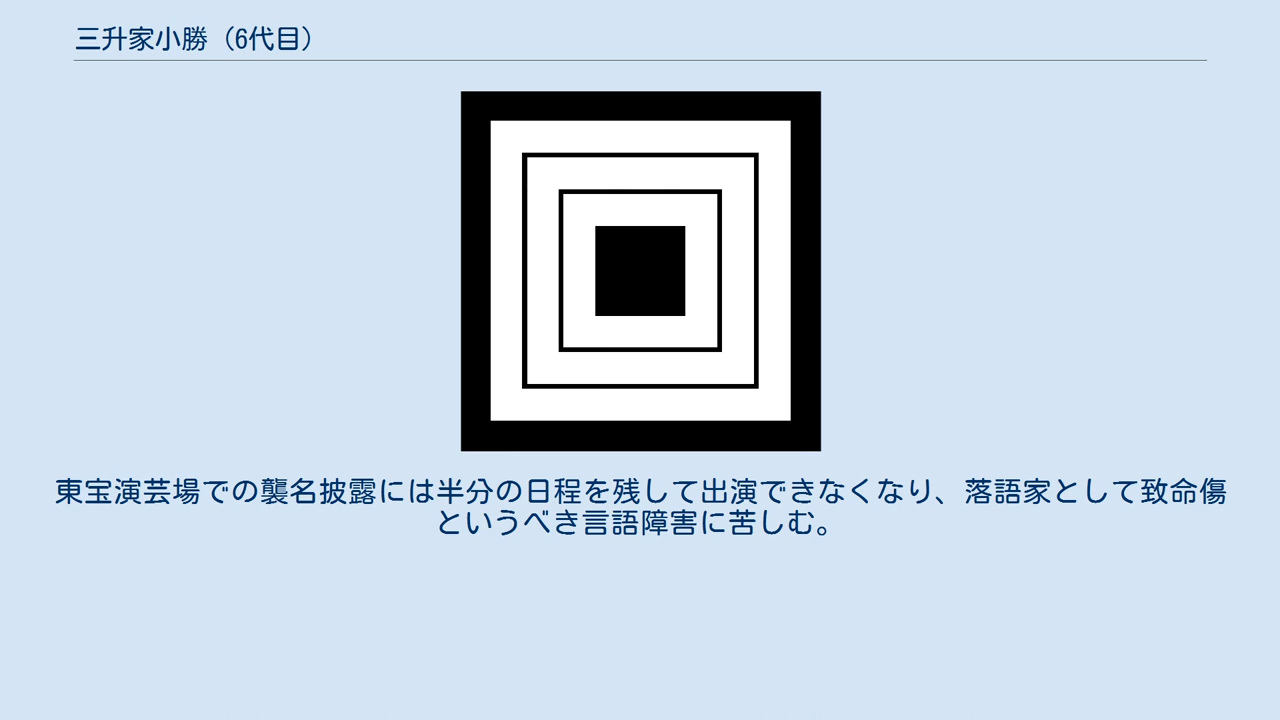 三升家小勝（6代目）
東宝演芸場での襲名披露には半分の日程を残して出演できなくなり、落語家として致命傷
というべき言語障害に苦しむ。